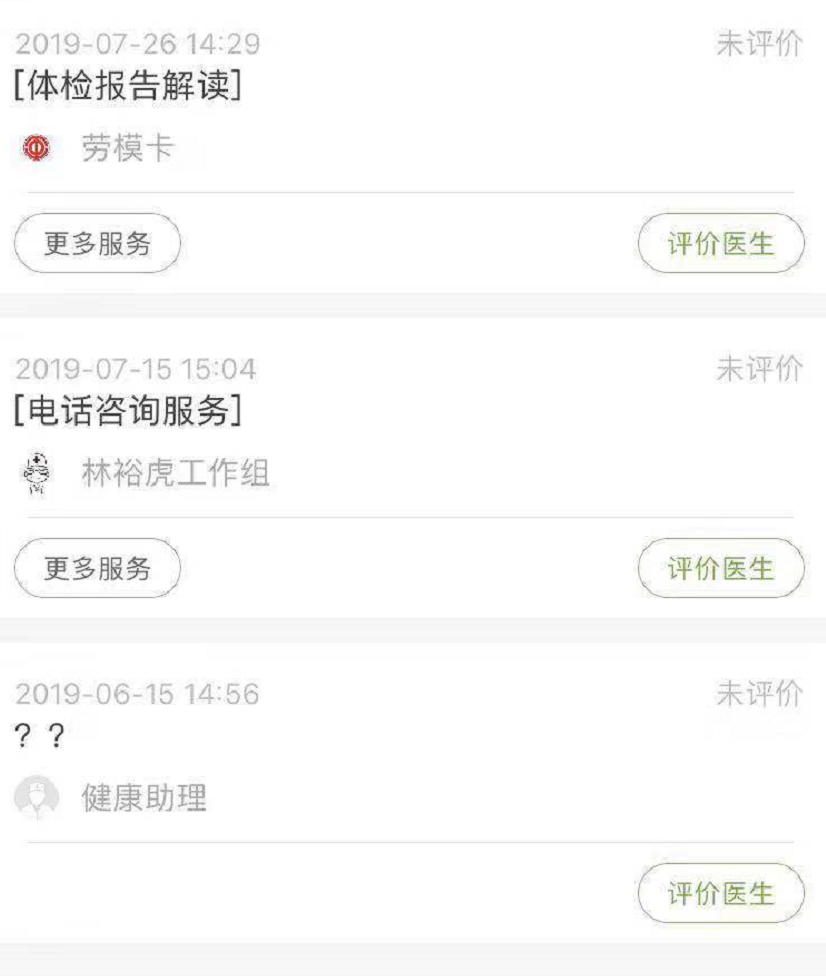 2019-07-26 14:29 未评价
[体检报告解读]
劳模卡
更多服务 评价医生
2019-07-15 15:04 未评价
[电话咨询服务]
林裕虎工作组
更多服务 评价医生
2019-06-15 14:56 未评价
？？
健康助理
评价医生